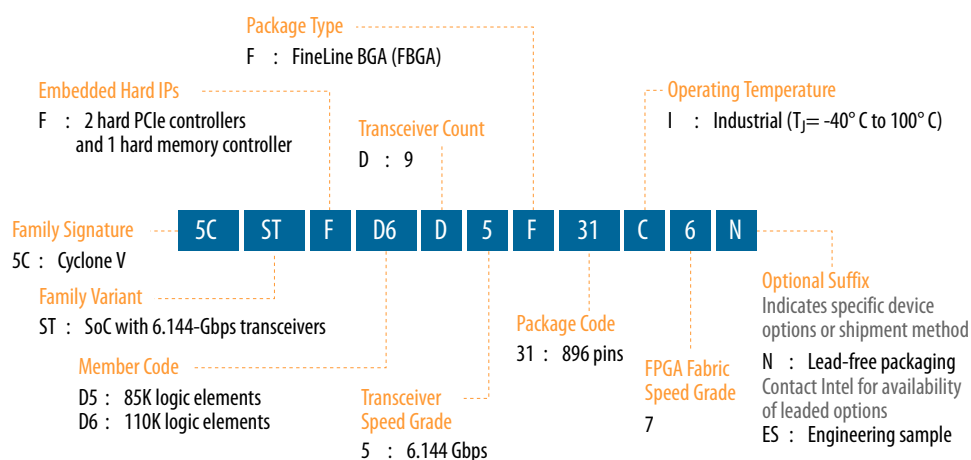 Package Type
F : FineLine BGA (FBGA)
Embedded Hard IPs
F : 2 hard PCIe controllers
and 1 hard memory controller
Transceiver Count
D : 9
Operating Temperature
I : Industrial (TJ= -40° C to 100° C)
5C ST F D6 D 5 F 31 C 6 N
Family Signature
5C : Cyclone V
Family Variant
ST : SoC with 6.144-Gbps transceivers
Member Code
D5 : 85K logic elements
D6 : 110K logic elements
Transceiver
Speed Grade
5 : 6.144 Gbps
Package Code
31 : 896 pins
FPGA Fabric
Speed Grade
7
Optional Suffix
Indicates specific device
options or shipment method
N : Lead-free packaging
Contact Intel for availability
of leaded options
ES : Engineering sample